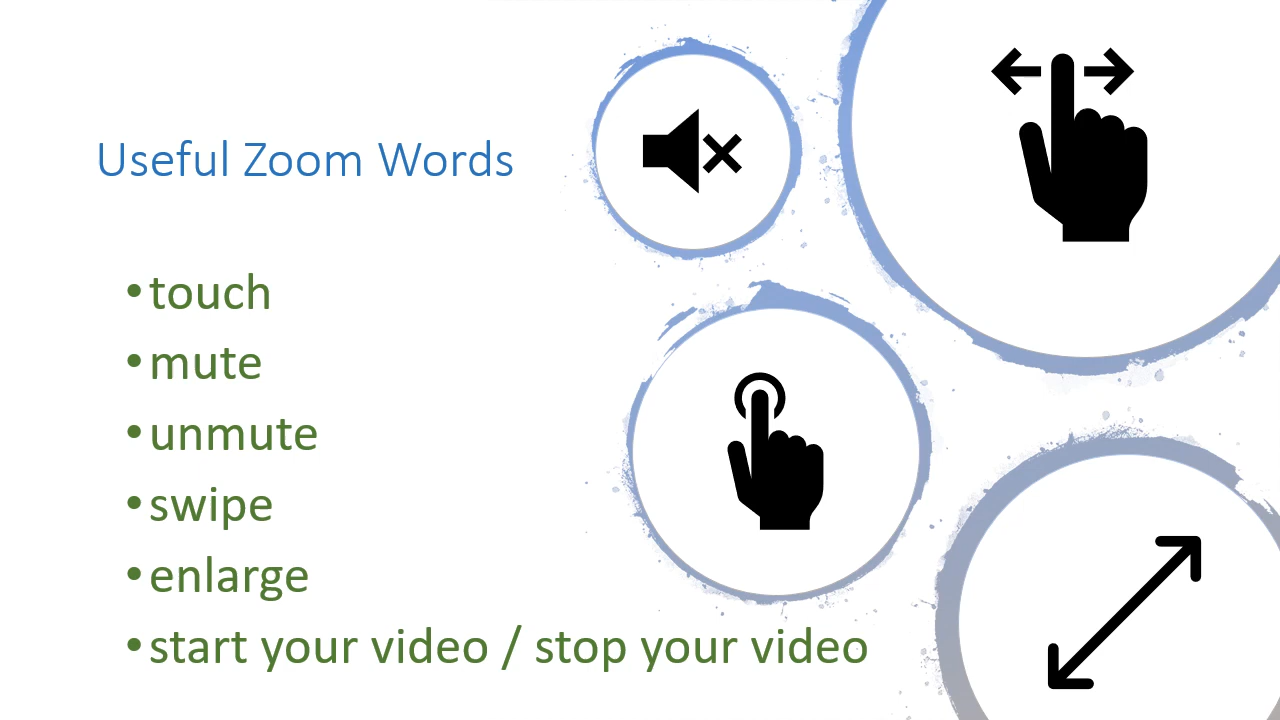 Useful Zoom Words
• touch
• mute
• unmute
• swipe
• enlarge
• start your video / stop your video